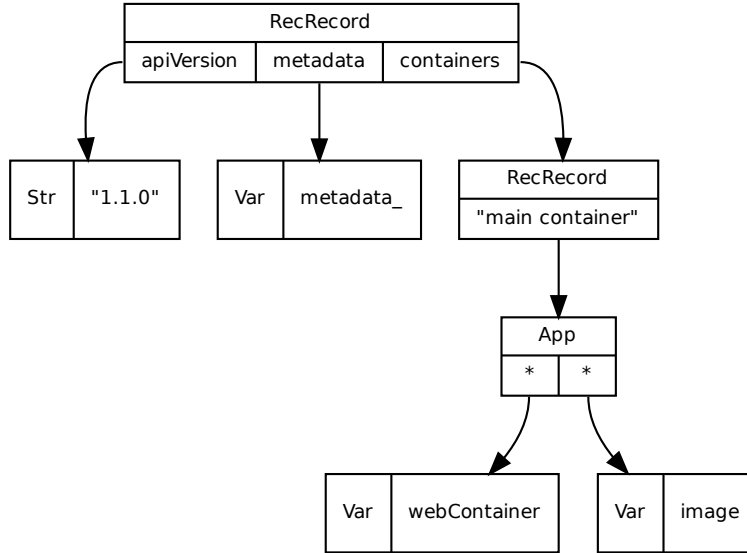 RecRecord
apiVersion metadata containers
Str "1.1.0" Var metadata_ RecRecord
"main container"
App
* *
Var webContainer Var image